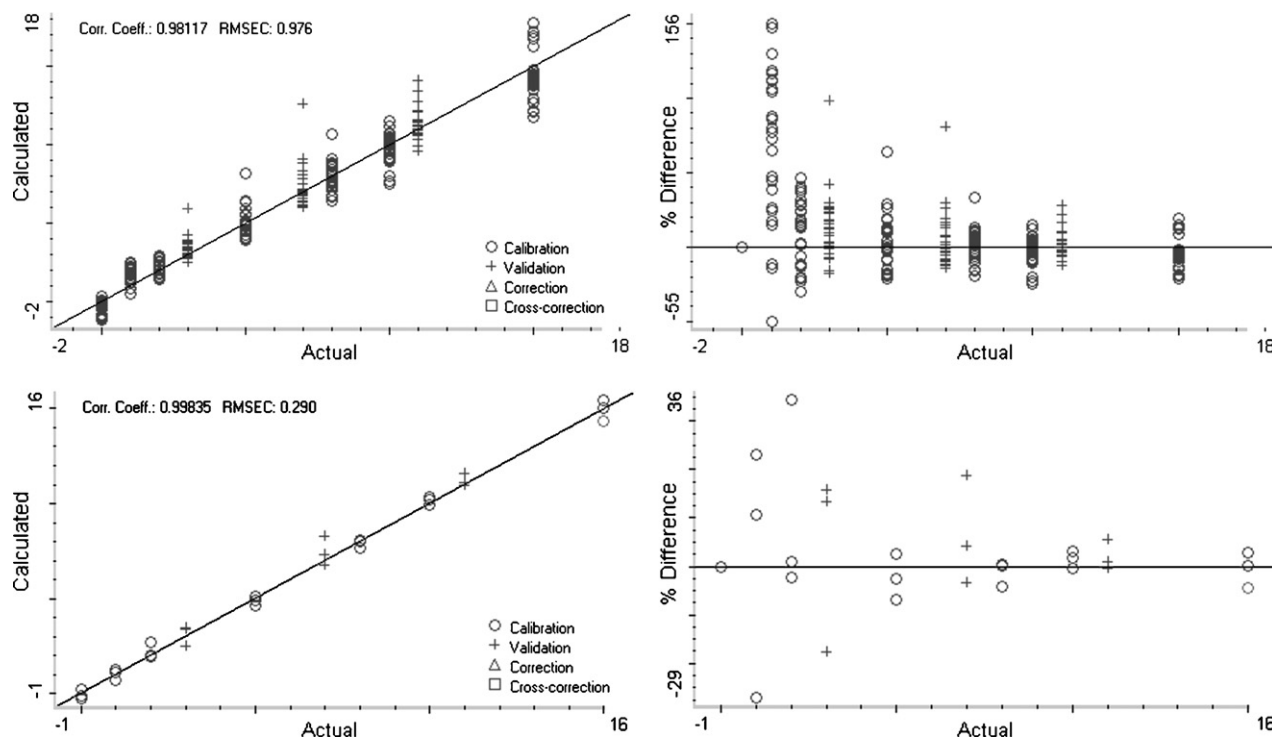 18
Corr. Coeff.: 0.98117 RMSEC: 0.976
Calculated
-2
○ Calibration
+ Validation
△ Correction
□ Cross-correction
-2
Actual
18
156
% Difference
-55
-2
Actual
18
16
Corr. Coeff.: 0.99835 RMSEC: 0.290
Calculated
-1
○ Calibration
+ Validation
△ Correction
□ Cross-correction
-1
Actual
16
36
% Difference
-29
-1
Actual
18